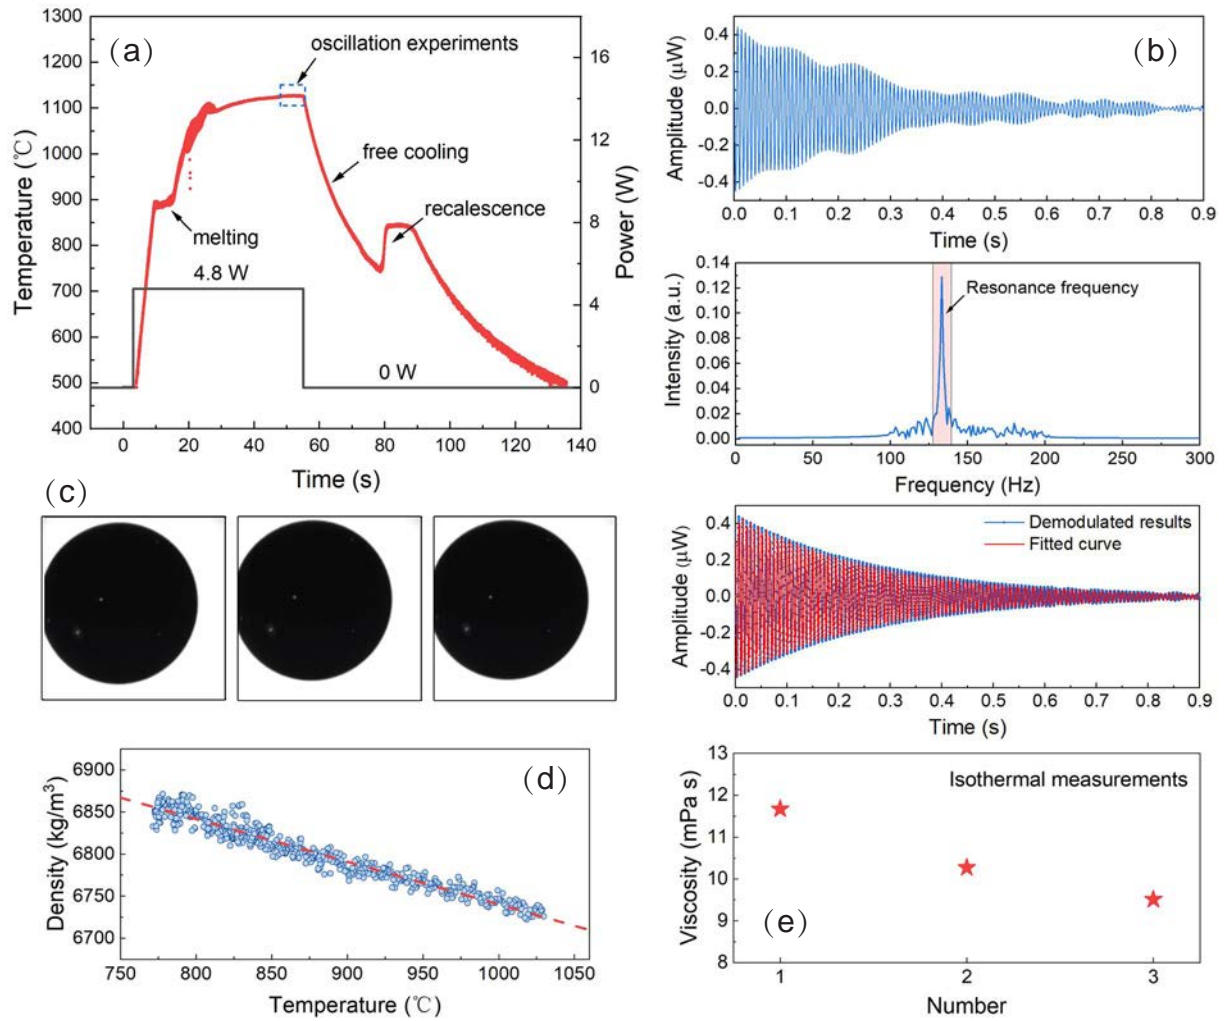 (a)
Temperature (℃)
1300
1200
1100
1000
900
800
700
600
500
400
oscillation experiments
free cooling
recalescence
melting
4.8 W
0 W
16
12
8
4
0
Power (W)
0 20 40 60 80 100 120 140
Time (s)
(b)
Amplitude (μW)
0.4
0.2
0.0
-0.2
-0.4
0.0 0.1 0.2 0.3 0.4 0.5 0.6 0.7 0.8 0.9
Time (s)
Intensity (a.u.)
0.14
0.12
0.10
0.08
0.06
0.04
0.02
0.00
Resonance frequency
0 50 100 150 200 250 300
Frequency (Hz)
Amplitude (μW)
0.4
0.2
0.0
-0.2
-0.4
Demodulated results
Fitted curve
0.0 0.1 0.2 0.3 0.4 0.5 0.6 0.7 0.8 0.9
Time (s)
(c)
(d)
Density (kg/m³)
6900
6850
6800
6750
6700
750 800 850 900 950 1000 1050
Temperature (℃)
(e)
Viscosity (mPa s)
13
12
11
10
9
8
Isothermal measurements
1 2 3
Number